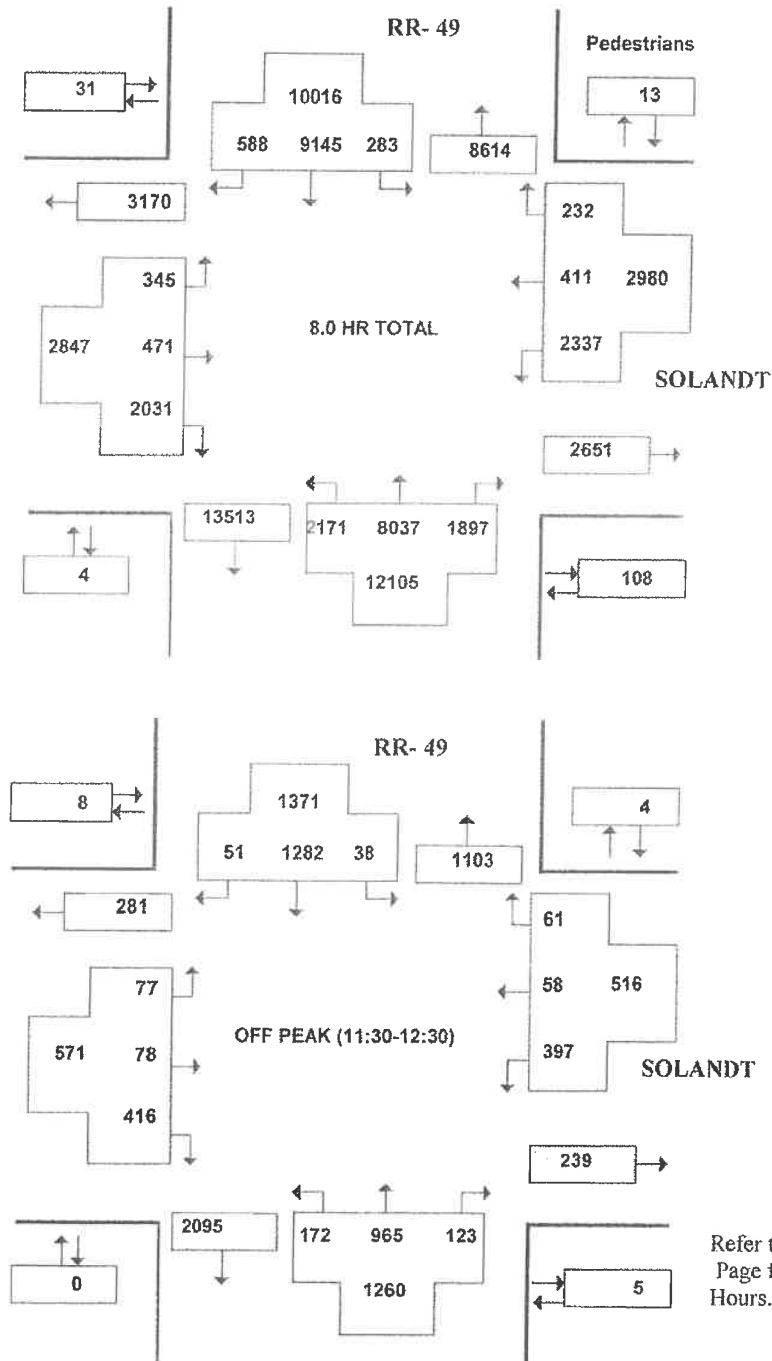 RR- 49
Pedestrians
31
10016
13
588 9145 283
8614
3170
232
345
411 2980
2847 471
8.0 HR TOTAL
2337
2031
SOLANDT
2651
13513
2171 8037 1897
4
12105
108
RR- 49
8
1371
4
51 1282 38
1103
281
61
77
58 516
571 78
OFF PEAK (11:30-12:30)
397
416
SOLANDT
239
2095
172 965 123
Refer t
0
1260
5
Page f
Hours.